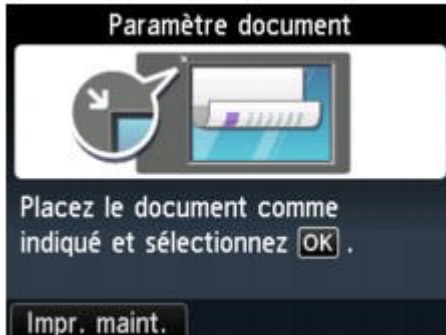 Paramètre document
Placez le document comme
indiqué et sélectionnez OK .
Impr. maint.